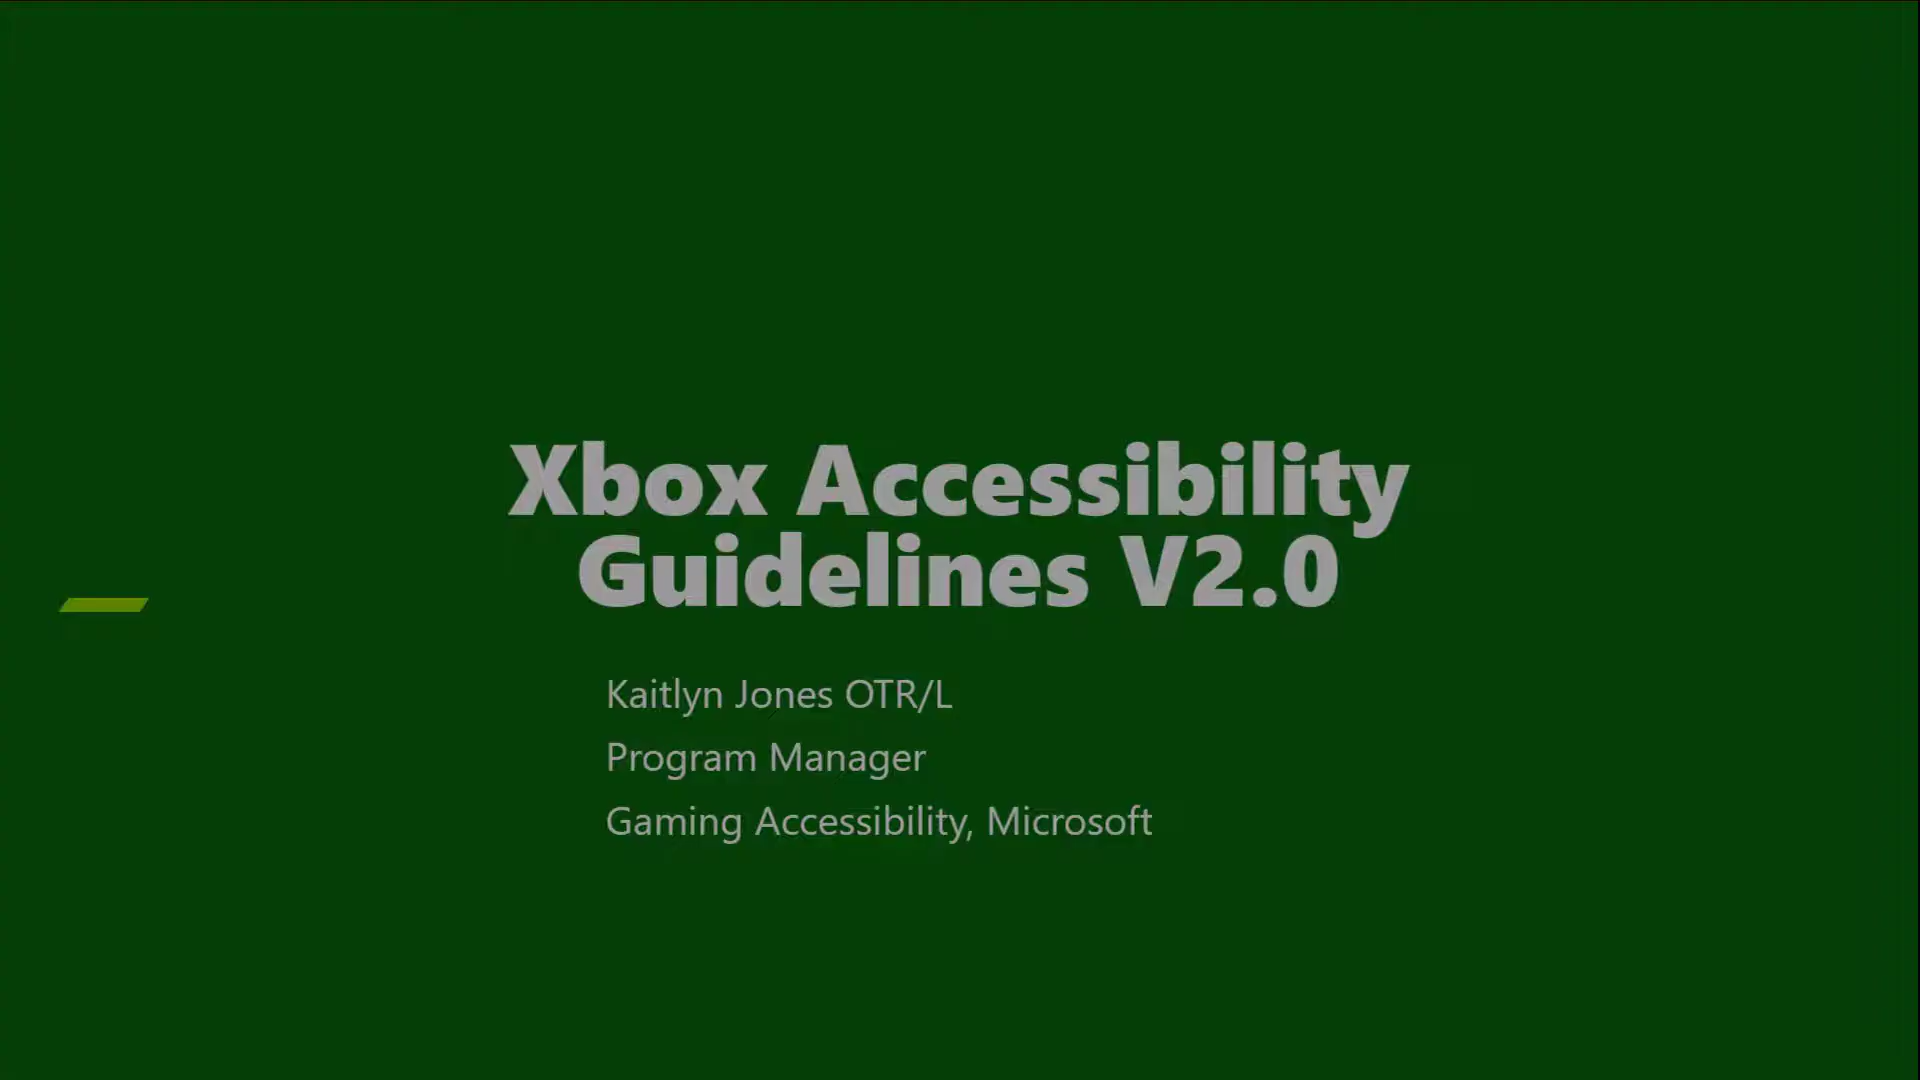 Xbox Accessibility
Guidelines V2.0
Kaitlyn Jones OTR/L
Program Manager
Gaming Accessibility, Microsoft